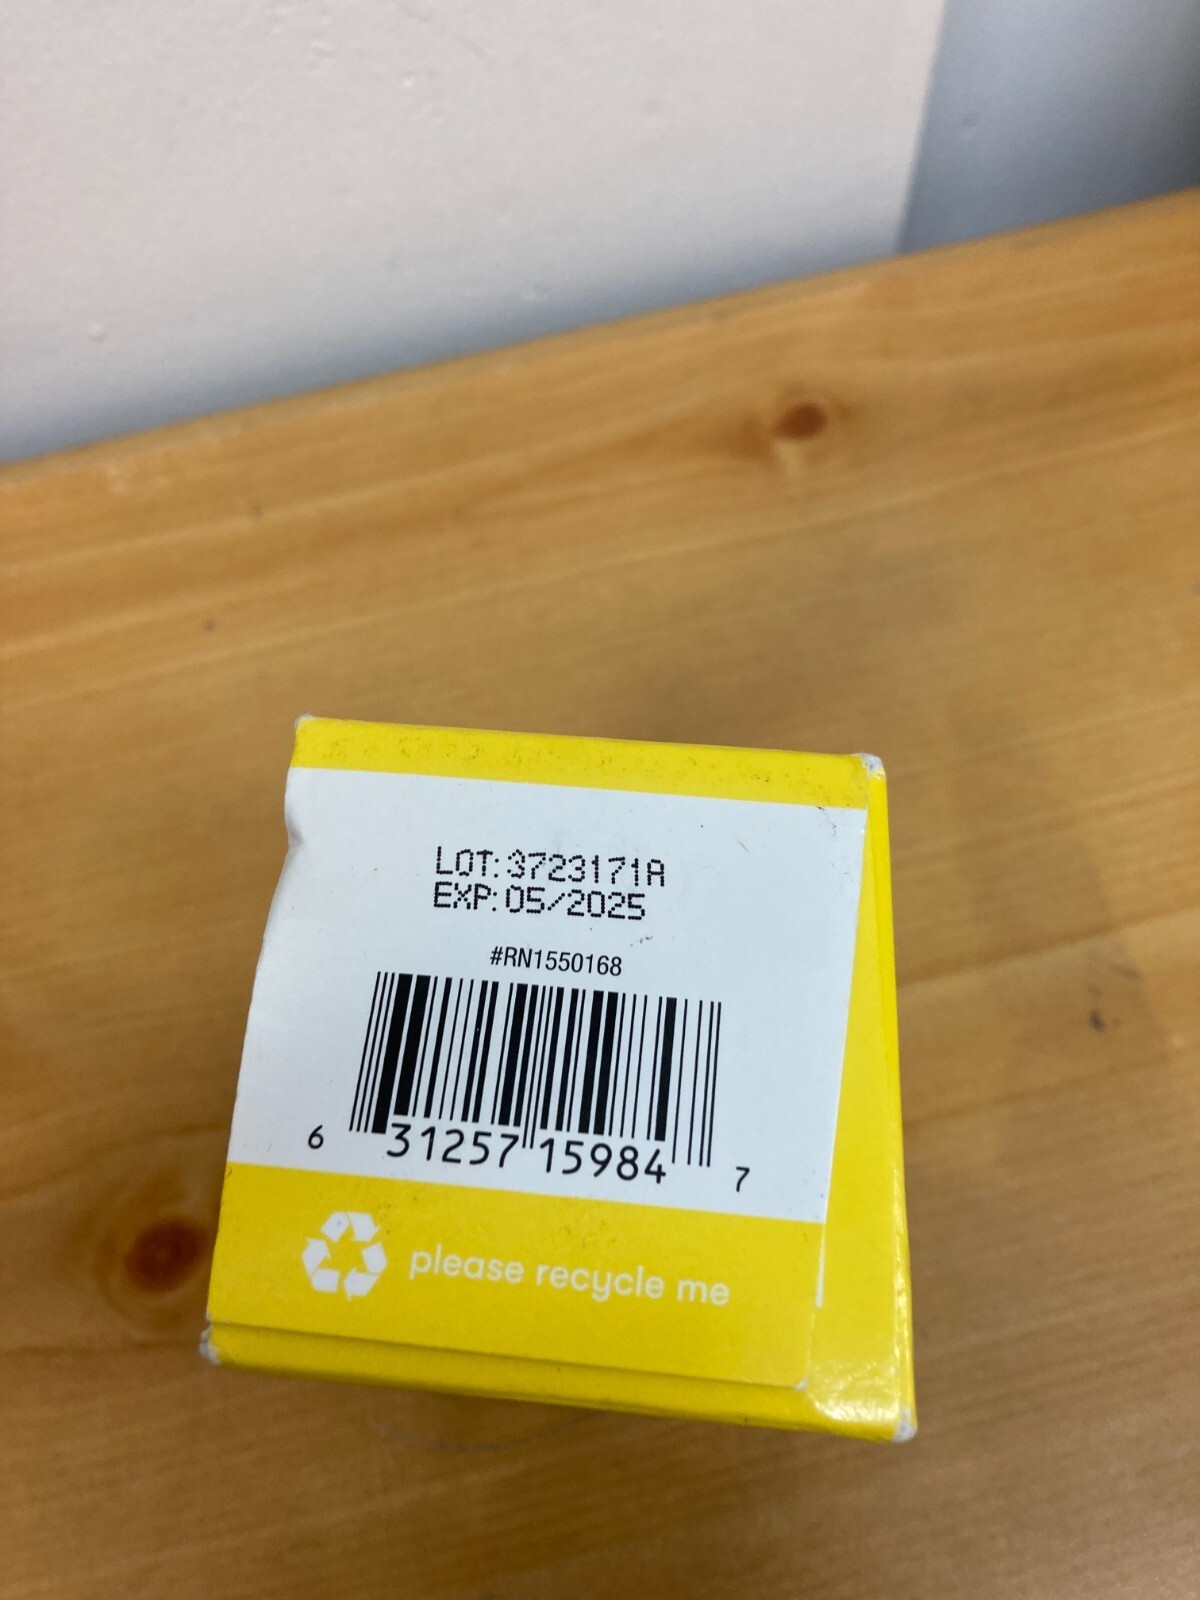 LOT:3723171A
EXP:05/2025
#RN1550168
6 31257 15984 7
please recycle me